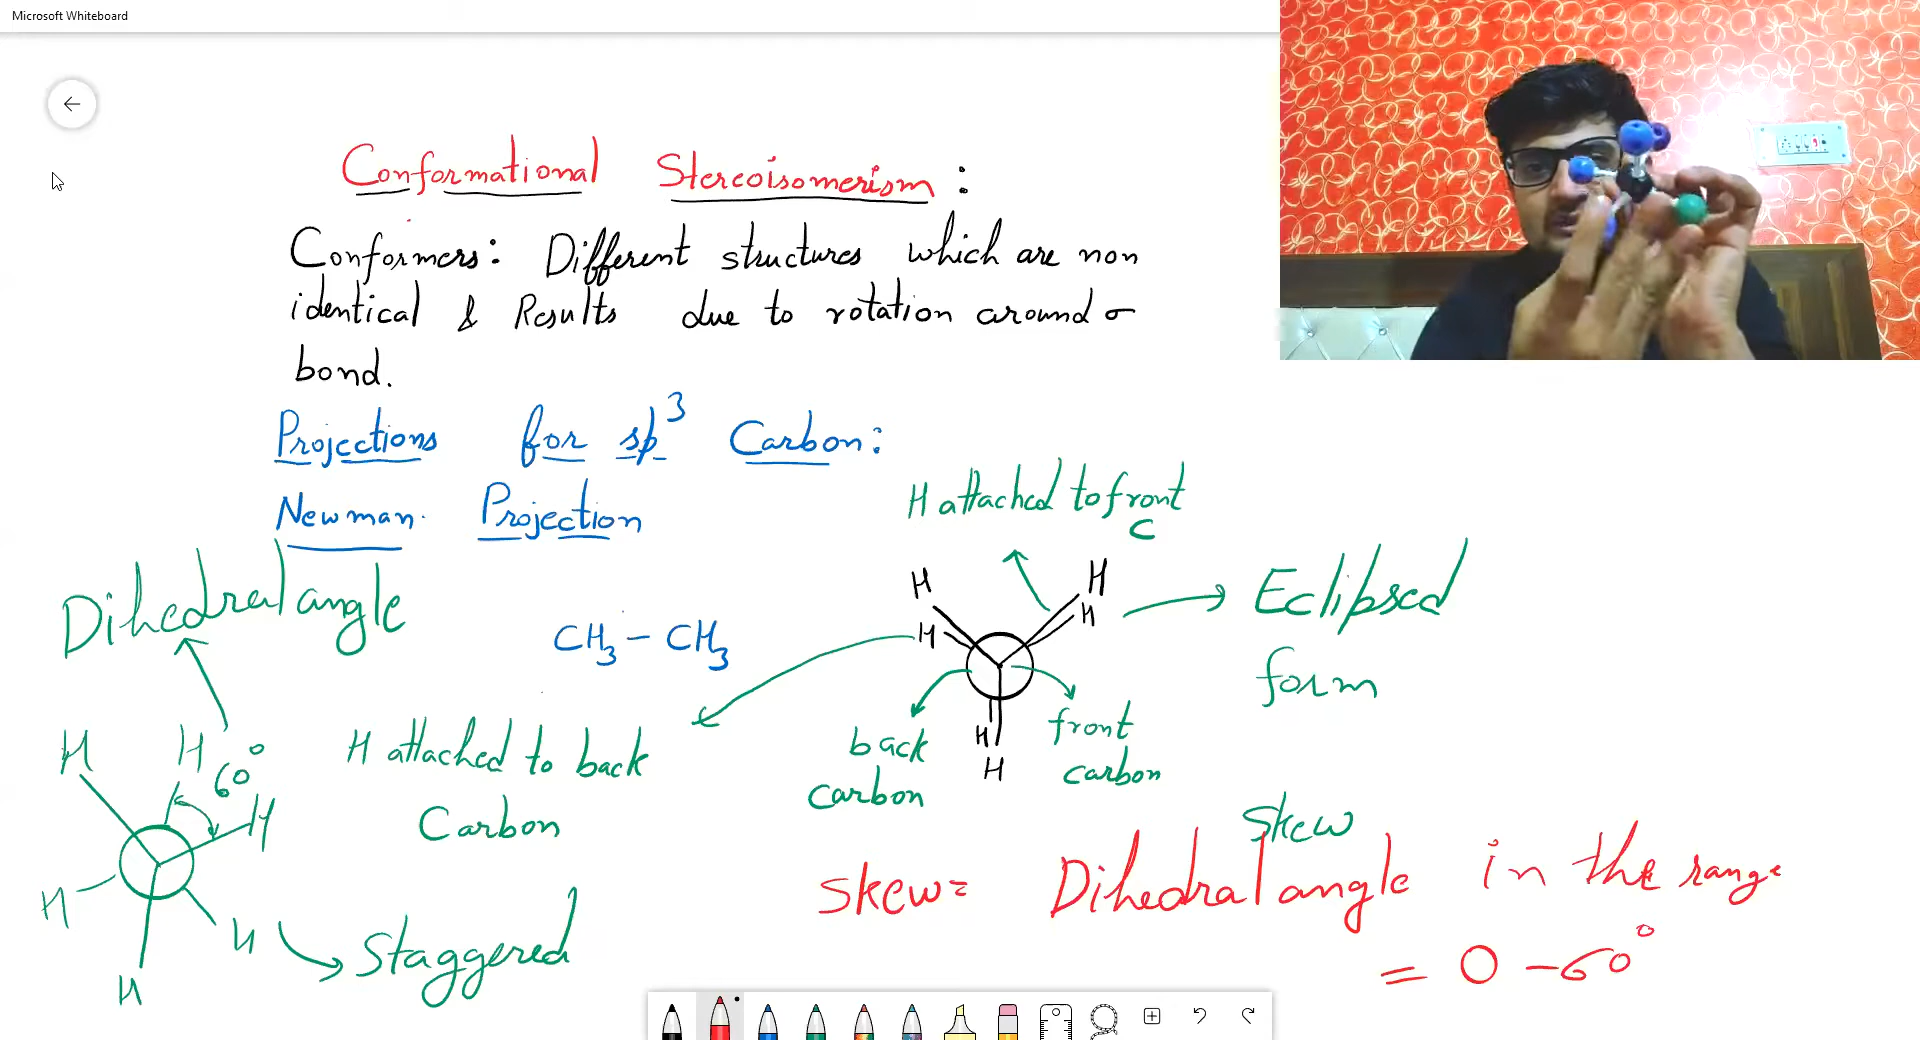 Microsoft Whiteboard
Conformational Stereoisomerism :
Conformers : Different structures which are non
identical & Results due to rotation around σ
bond.
Projections for sp³ Carbon :
Newman Projection
H attached to front
C
Dihedral angle
CH₃ - CH₃
H
H
H
H
H
H
Eclipsed
form
back
carbon
front
carbon
H attached to back
Carbon
H
H
60°
H
H
H
H
Staggered
skew
skew = Dihedral angle in the range
= 0 - 60°